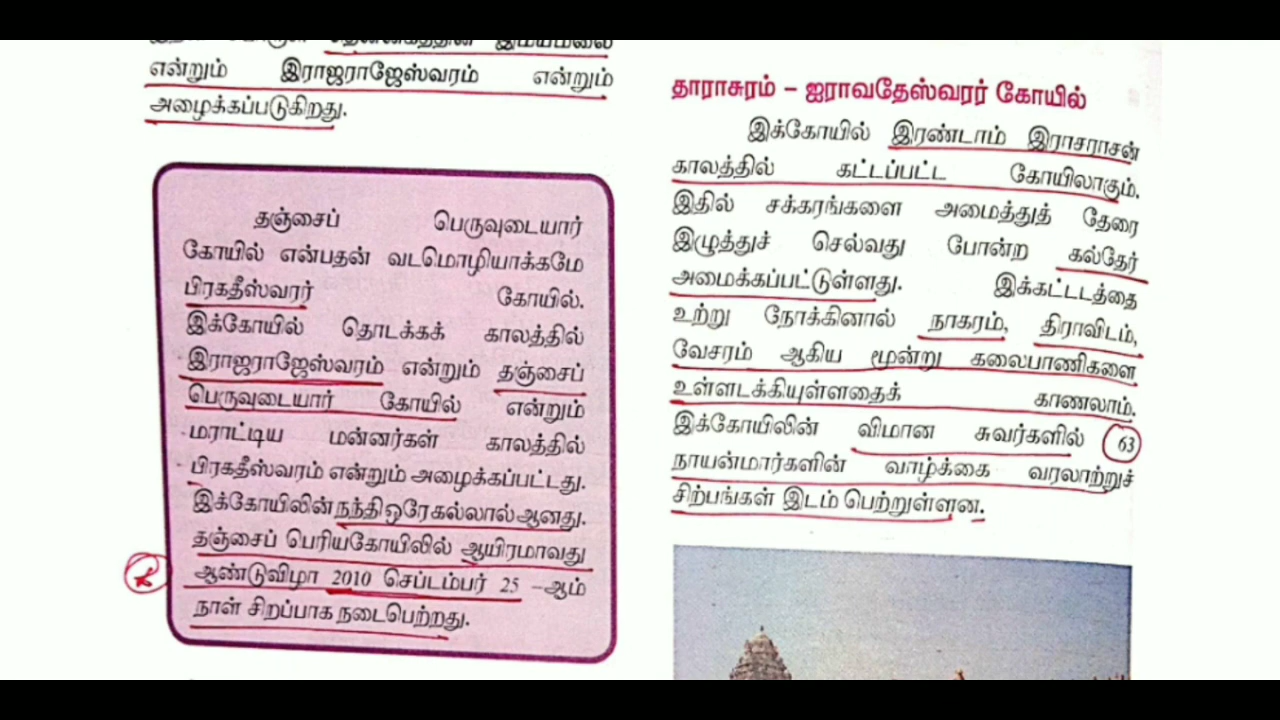 தென்னகத்தின் இமயமலை
என்றும் இராஜராஜேஸ்வரம் என்றும்
அழைக்கப்படுகிறது.
தஞ்சைப் பெருவுடையார்
கோயில் என்பதன் வடமொழியாக்கமே
பிரகதீஸ்வரர் கோயில்.
இக்கோயில் தொடக்கக் காலத்தில்
இராஜராஜேஸ்வரம் என்றும் தஞ்சைப்
பெருவுடையார் கோயில் என்றும்
மராட்டிய மன்னர்கள் காலத்தில்
பிரகதீஸ்வரம் என்றும் அழைக்கப்பட்டது.
இக்கோயிலின் நந்தி ஒரே கல்லால் ஆனது.
தஞ்சைப் பெரியகோயிலில் ஆயிரமாவது
ஆண்டுவிழா 2010 செப்டம்பர் 25 –ஆம்
நாள் சிறப்பாக நடைபெற்றது.
தாராசுரம் – ஐராவதேஸ்வரர் கோயில்
இக்கோயில் இரண்டாம் இராசராசன்
காலத்தில் கட்டப்பட்ட கோயிலாகும்.
இதில் சக்கரங்களை அமைத்துத் தேரை
இழுத்துச் செல்வது போன்ற கல்தேர்
அமைக்கப்பட்டுள்ளது. இக்கட்டடத்தை
உற்று நோக்கினால் நாகரம், திராவிடம்,
வேசரம் ஆகிய மூன்று கலைபாணிகளை
உள்ளடக்கியுள்ளதைக் காணலாம்.
இக்கோயிலின் விமான சுவர்களில் 63
நாயன்மார்களின் வாழ்க்கை வரலாற்றுச்
சிற்பங்கள் இடம் பெற்றுள்ளன.